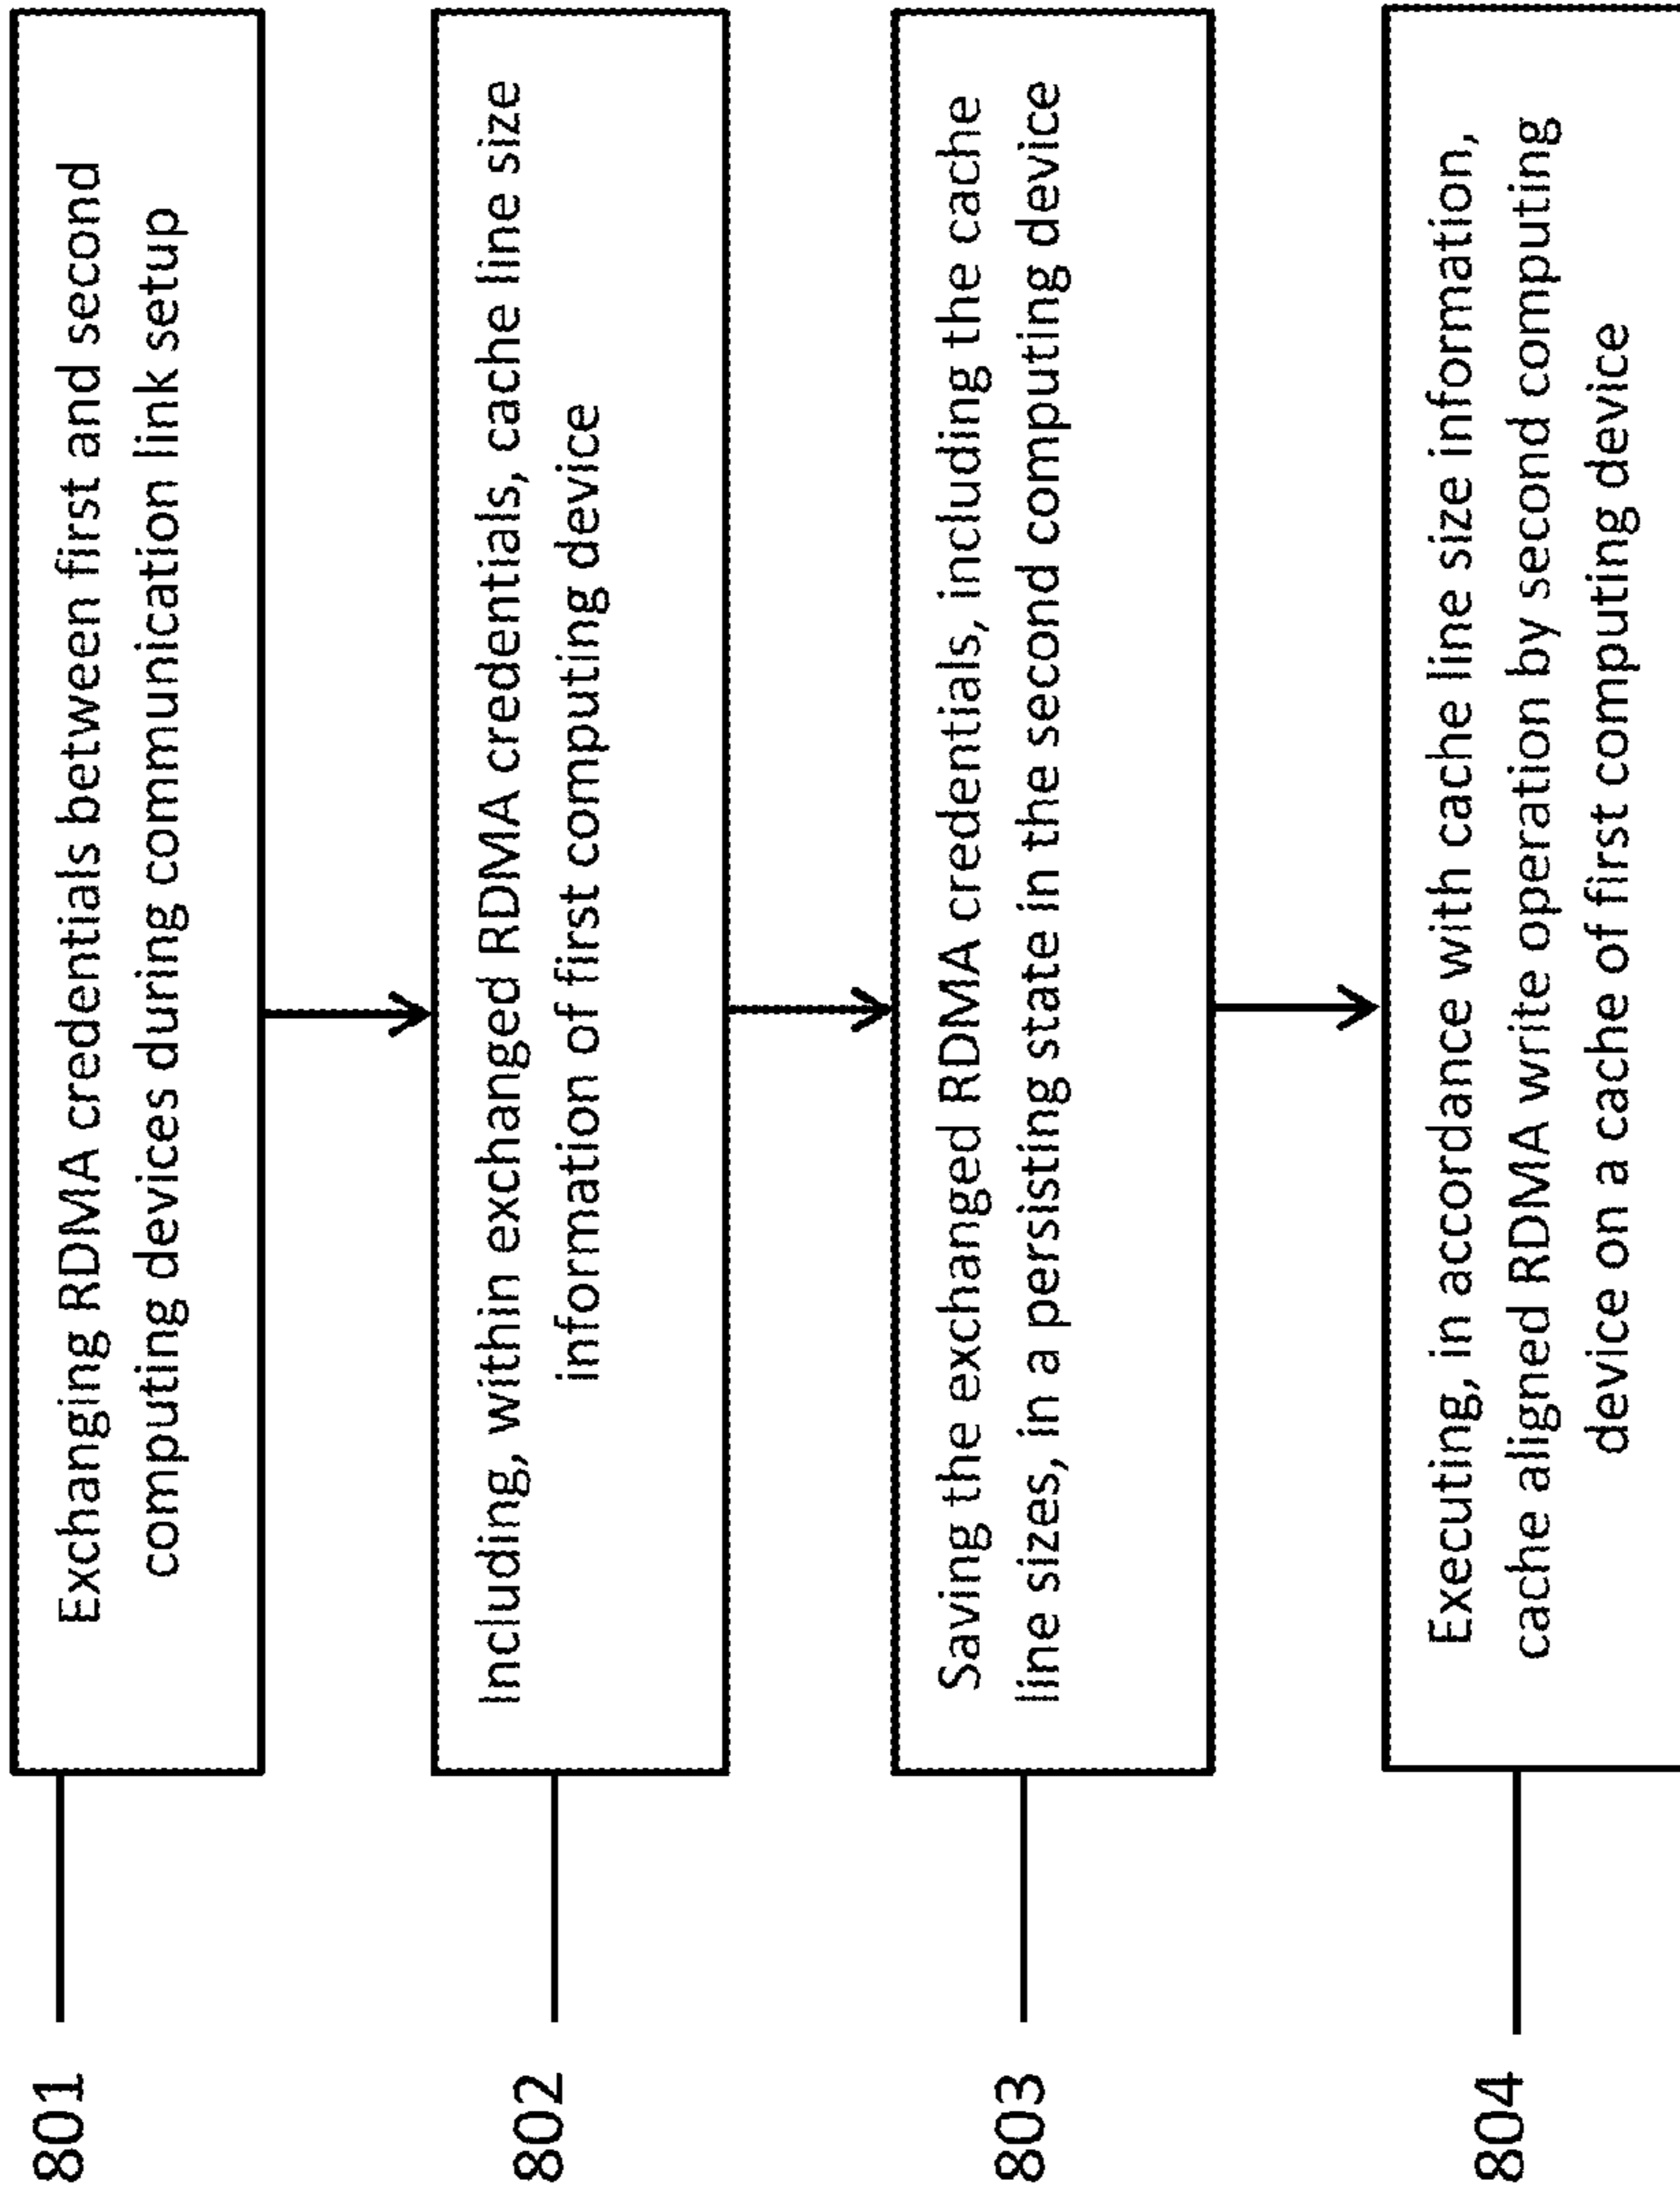 801
Exchanging RDMA credentials between first and second
computing devices during communication link setup
802
Including, within exchanged RDMA credentials, cache line size
information of first computing device
803
Saving the exchanged RDMA credentials, including the cache
line sizes, in a persisting state in the second computing device
804
Executing, in accordance with cache line size information,
cache aligned RDMA write operation by second computing
device on a cache of first computing device